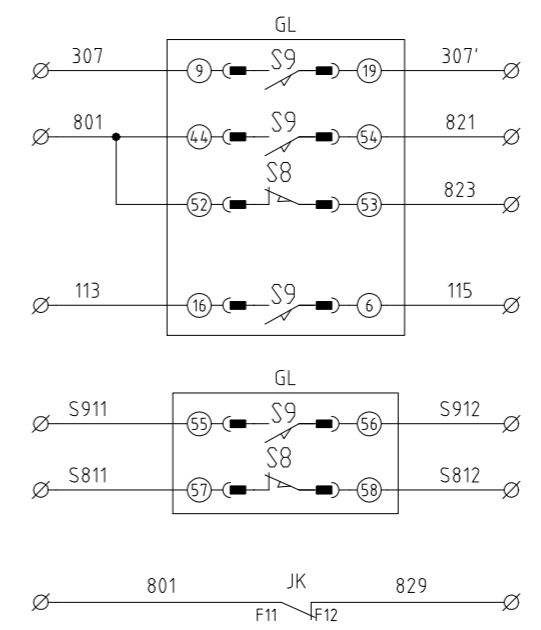 GL
307 9 S9 19 307'
801 44 S9 54 821
S8
52 53 823
113 16 S9 6 115
GL
S911 55 S9 56 S912
S811 57 S8 58 S812
801 JK 829
F11 F12